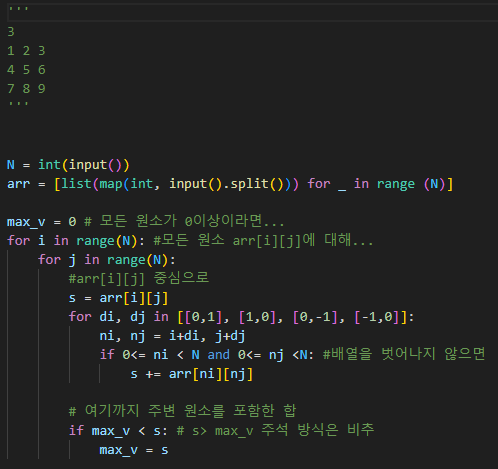 '''
3
1 2 3
4 5 6
7 8 9
'''
N = int(input())
arr = [list(map(int, input().split())) for _ in range (N)]
max_v = 0 # 모든 원소가 0이상이라면...
for i in range(N): #모든 원소 arr[i][j]에 대해...
    for j in range(N):
        #arr[i][j] 중심으로
        s = arr[i][j]
        for di, dj in [[0,1], [1,0], [0,-1], [-1,0]]:
            ni, nj = i+di, j+dj
            if 0<= ni < N and 0<= nj <N: #배열을 벗어나지 않으면
                s += arr[ni][nj]
        # 여기까지 주변 원소를 포함한 합
        if max_v < s: # s> max_v 주석 방식은 비추
            max_v = s